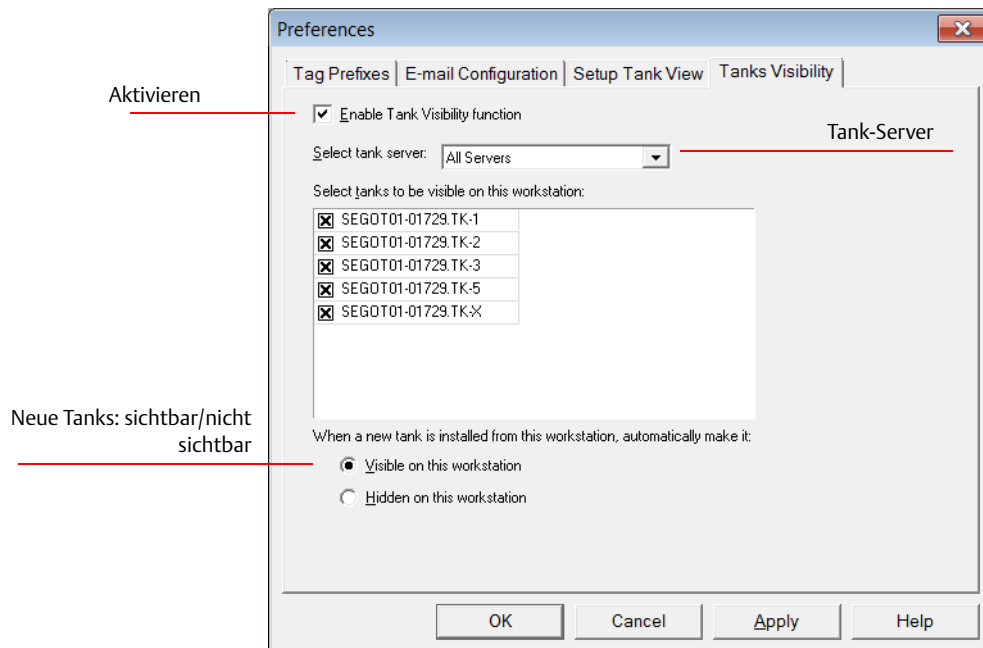 Preferences
Tag Prefixes E-mail Configuration Setup Tank View Tanks Visibility
Aktivieren
Enable Tank Visibility function
Tank-Server
Select tank server: All Servers
Select tanks to be visible on this workstation:
SEGOT01-01729.TK-1
SEGOT01-01729.TK-2
SEGOT01-01729.TK-3
SEGOT01-01729.TK-5
SEGOT01-01729.TK-X
Neue Tanks: sichtbar/nicht
sichtbar
When a new tank is installed from this workstation, automatically make it:
Visible on this workstation
Hidden on this workstation
OK Cancel Apply Help